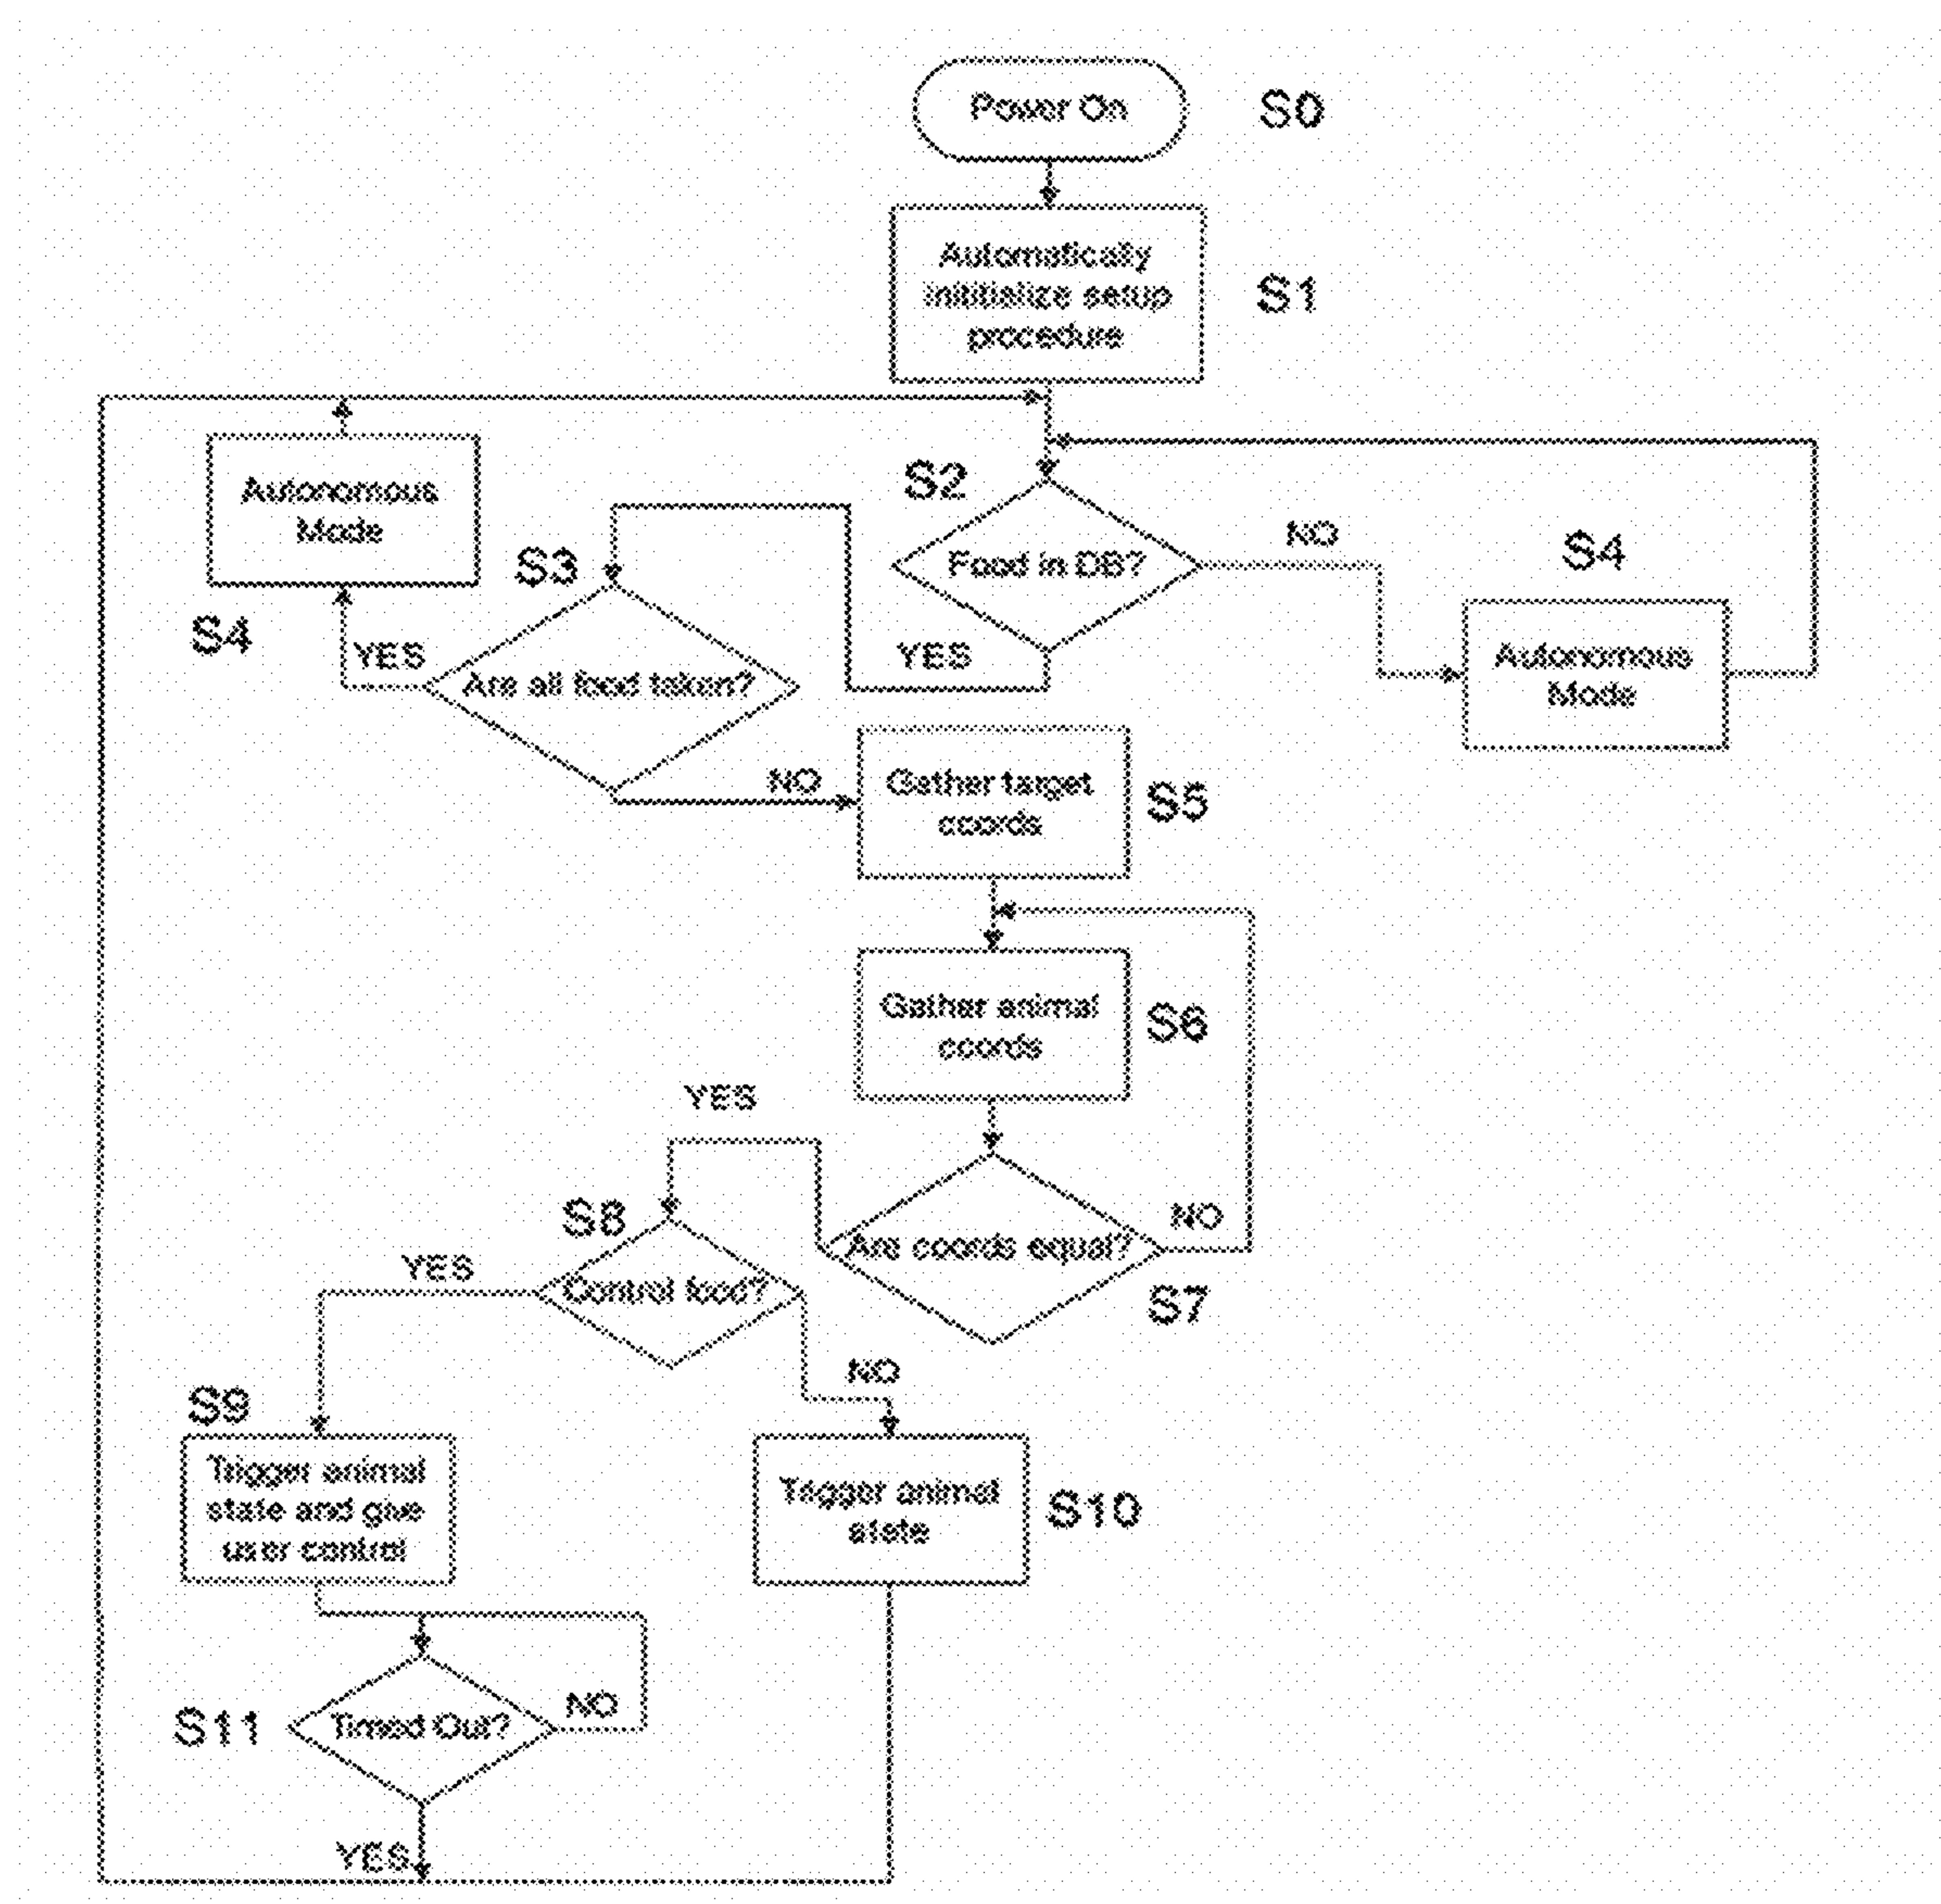 Power On
S0
Automatically
inititialize setup
procedure
S1
S2
Food in DB?
NO
YES
S4
Autonomous
Mode
Autonomous
Mode
S4
S3
YES
Are all food taken?
NO
Gather target
coords
S5
Gather animal
coords
S6
YES
Are coords equal?
NO
S7
S8
Control food?
YES
NO
S9
Trigger animal
state and give
user control
Trigger animal
state
S10
S11
Timed Out?
NO
YES